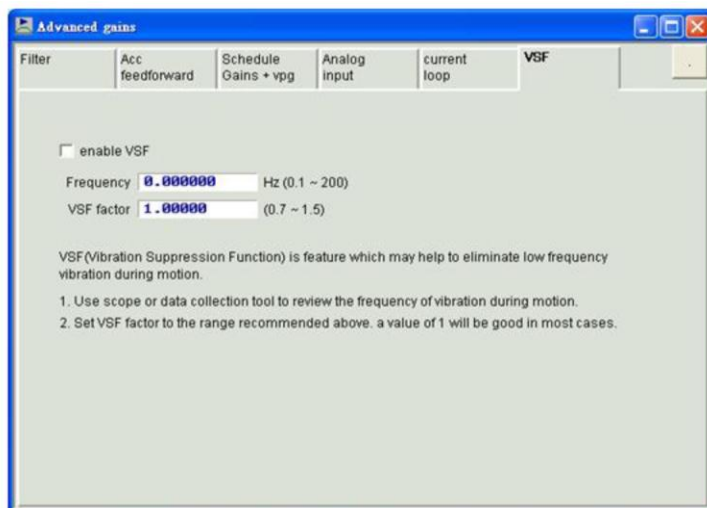 Advanced gains
Filter
Acc
feedforward
Schedule
Gains + vpg
Analog
input
current
loop
VSF
.
enable VSF
Frequency 0.000000 Hz (0.1 ~ 200)
VSF factor 1.00000 (0.7 ~ 1.5)
VSF(Vibration Suppression Function) is feature which may help to eliminate low frequency
vibration during motion.
1. Use scope or data collection tool to review the frequency of vibration during motion.
2. Set VSF factor to the range recommended above. a value of 1 will be good in most cases.